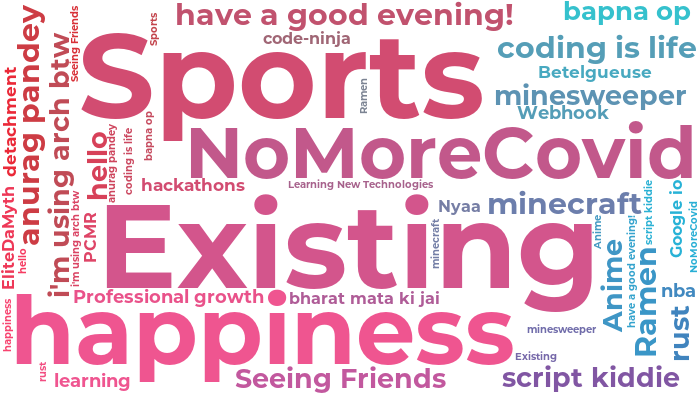 have a good evening!
bapna op
code-ninja
Sports
Seeing Friends
Sports
coding is life
Betelgueuse
minesweeper
Webhook
Ramen
anurag pandey
detachment
i'm using arch btw
hello
anurag pandey
coding is life
bapna op
NoMoreCovid
hackathons
Learning New Technologies
EliteDaMyth
hello
i'm using arch btw
PCMR
Existing
Nyaa
minecraft
minecraft
script kiddie
Google io
NoMoreCovid
Anime
Anime
have a good evening!
Ramen
nba
rust
Professional growth
bharat mata ki jai
happiness
happiness
minesweeper
Existing
rust
learning
Seeing Friends
script kiddie